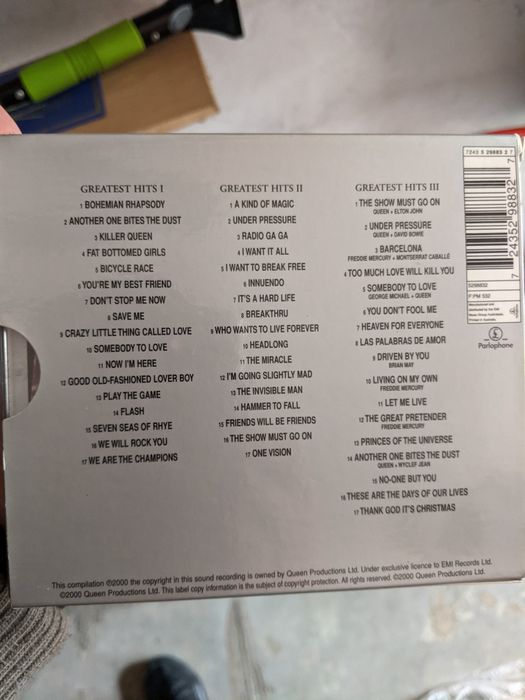 GREATEST HITS I
1 BOHEMIAN RHAPSODY
2 ANOTHER ONE BITES THE DUST
3 KILLER QUEEN
4 FAT BOTTOMED GIRLS
5 BICYCLE RACE
6 YOU'RE MY BEST FRIEND
7 DON'T STOP ME NOW
8 SAVE ME
9 CRAZY LITTLE THING CALLED LOVE
10 SOMEBODY TO LOVE
11 NOW I'M HERE
12 GOOD OLD-FASHIONED LOVER BOY
13 PLAY THE GAME
14 FLASH
15 SEVEN SEAS OF RHYE
16 WE WILL ROCK YOU
17 WE ARE THE CHAMPIONS
GREATEST HITS II
1 A KIND OF MAGIC
2 UNDER PRESSURE
3 RADIO GA GA
4 I WANT IT ALL
5 I WANT TO BREAK FREE
6 INNUENDO
7 IT'S A HARD LIFE
8 BREAKTHRU
9 WHO WANTS TO LIVE FOREVER
10 HEADLONG
11 THE MIRACLE
12 I'M GOING SLIGHTLY MAD
13 THE INVISIBLE MAN
14 HAMMER TO FALL
15 FRIENDS WILL BE FRIENDS
16 THE SHOW MUST GO ON
17 ONE VISION
GREATEST HITS III
1 THE SHOW MUST GO ON
QUEEN + ELTON JOHN
2 UNDER PRESSURE
QUEEN + DAVID BOWIE
3 BARCELONA
FREDDIE MERCURY + MONTSERRAT CABALLÉ
4 TOO MUCH LOVE WILL KILL YOU
5 SOMEBODY TO LOVE
GEORGE MICHAEL + QUEEN
6 YOU DON'T FOOL ME
7 HEAVEN FOR EVERYONE
8 LAS PALABRAS DE AMOR
9 DRIVEN BY YOU
BRIAN MAY
10 LIVING ON MY OWN
FREDDIE MERCURY
11 LET ME LIVE
12 THE GREAT PRETENDER
FREDDIE MERCURY
13 PRINCES OF THE UNIVERSE
14 ANOTHER ONE BITES THE DUST
QUEEN + WYCLEF JEAN
15 NO-ONE BUT YOU
16 THESE ARE THE DAYS OF OUR LIVES
17 THANK GOD IT'S CHRISTMAS
7243 5 29883 2 7
7 24352 98832 7
5298832
P.PM 532
Parlophone
This compilation ℗2000 the copyright in this sound recording is owned by Queen Productions Ltd. Under exclusive licence to EMI Records Ltd.
©2000 Queen Productions Ltd. This label copy information is the subject of copyright protection. All rights reserved. ©2000 Queen Productions Ltd.